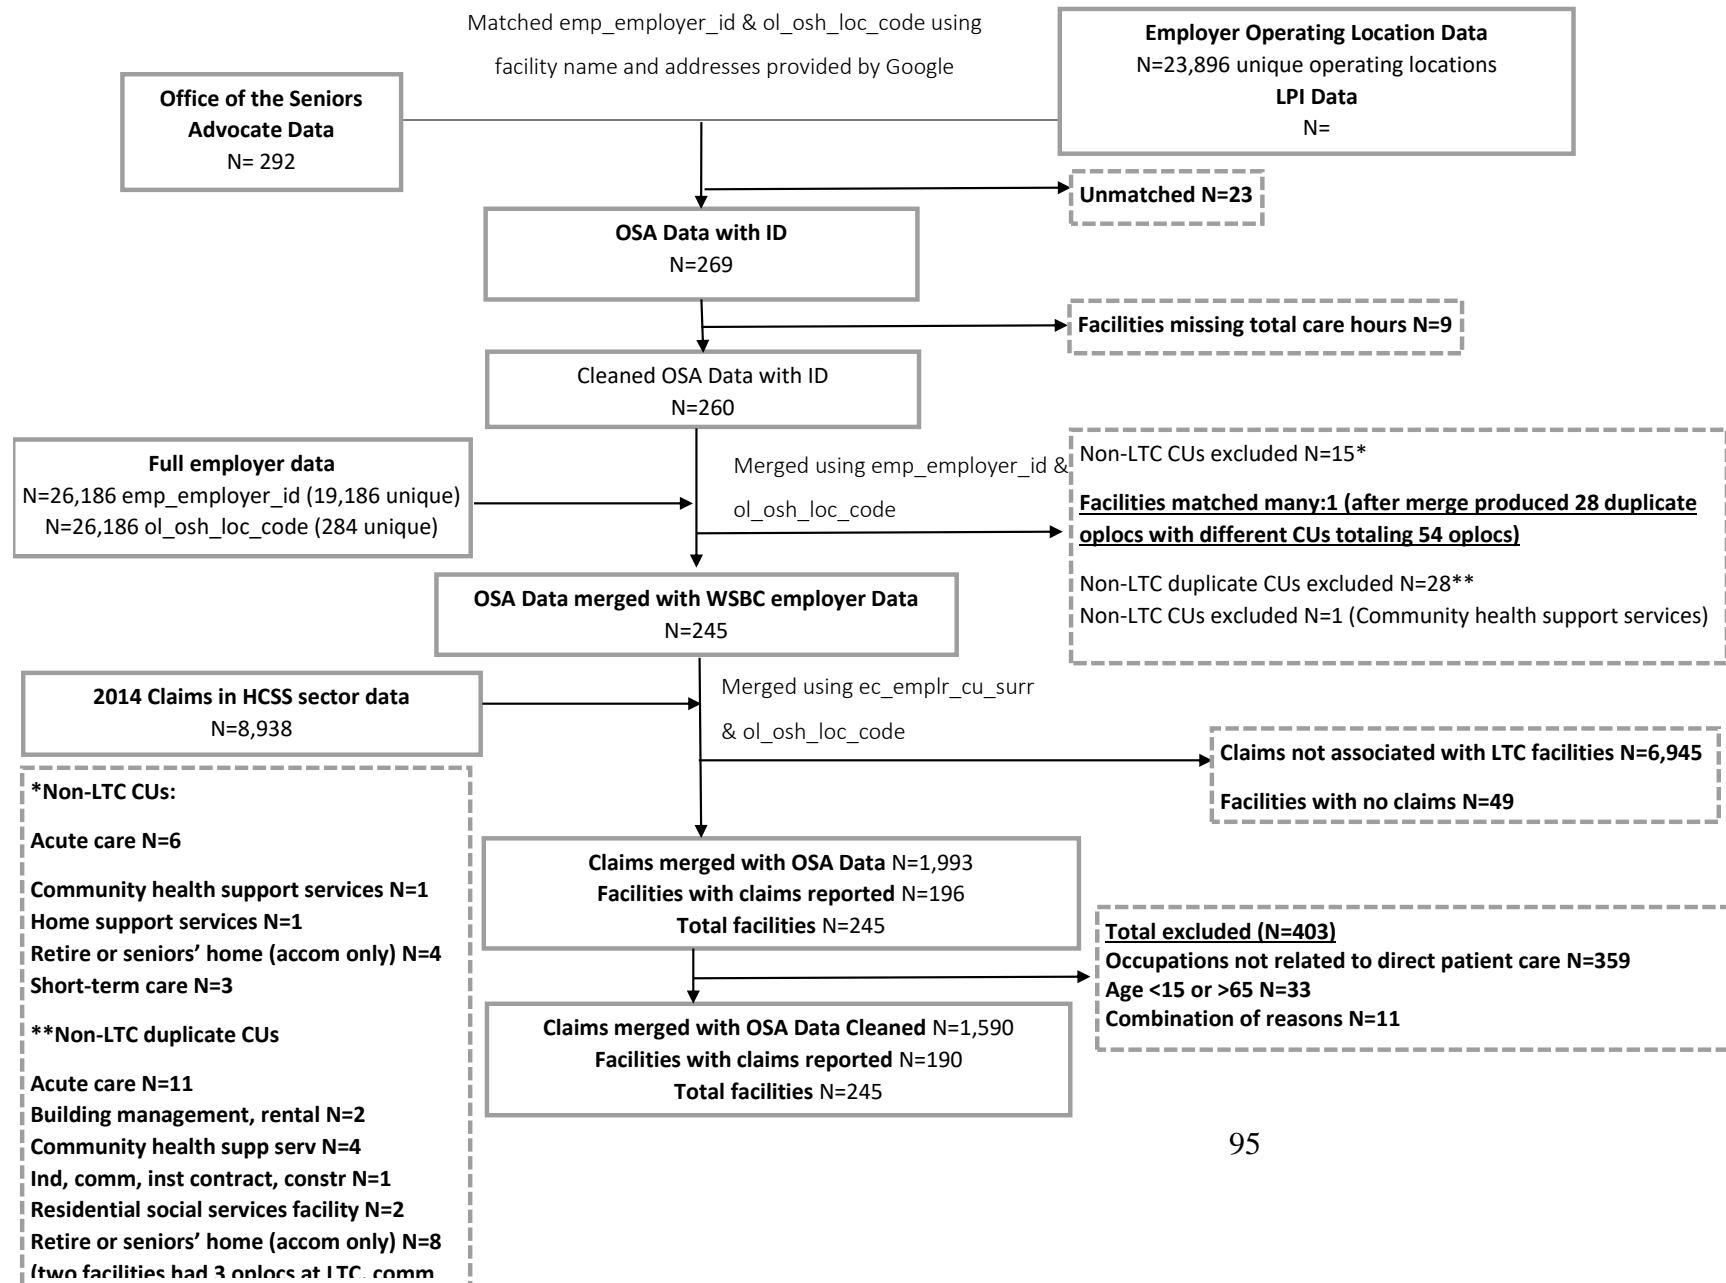 Matched emp_employer_id & ol_osh_loc_code using
facility name and addresses provided by Google
Employer Operating Location Data
N=23,896 unique operating locations
LPI Data
N=
Office of the Seniors
Advocate Data
N= 292
Unmatched N=23
OSA Data with ID
N=269
Facilities missing total care hours N=9
Cleaned OSA Data with ID
N=260
Full employer data
N=26,186 emp_employer_id (19,186 unique)
N=26,186 ol_osh_loc_code (284 unique)
Merged using emp_employer_id &
ol_osh_loc_code
Non-LTC CUs excluded N=15*
Facilities matched many:1 (after merge produced 28 duplicate
oplocs with different CUs totaling 54 oplocs)
Non-LTC duplicate CUs excluded N=28**
Non-LTC CUs excluded N=1 (Community health support services)
OSA Data merged with WSBC employer Data
N=245
2014 Claims in HCSS sector data
N=8,938
Merged using ec_emplr_cu_surr
& ol_osh_loc_code
Claims not associated with LTC facilities N=6,945
Facilities with no claims N=49
*Non-LTC CUs:
Acute care N=6
Community health support services N=1
Home support services N=1
Retire or seniors’ home (accom only) N=4
Short-term care N=3
**Non-LTC duplicate CUs
Acute care N=11
Building management, rental N=2
Community health supp serv N=4
Ind, comm, inst contract, constr N=1
Residential social services facility N=2
Retire or seniors’ home (accom only) N=8
(two facilities had 3 oplocs at LTC, comm
Claims merged with OSA Data N=1,993
Facilities with claims reported N=196
Total facilities N=245
Total excluded (N=403)
Occupations not related to direct patient care N=359
Age <15 or >65 N=33
Combination of reasons N=11
Claims merged with OSA Data Cleaned N=1,590
Facilities with claims reported N=190
Total facilities N=245
95